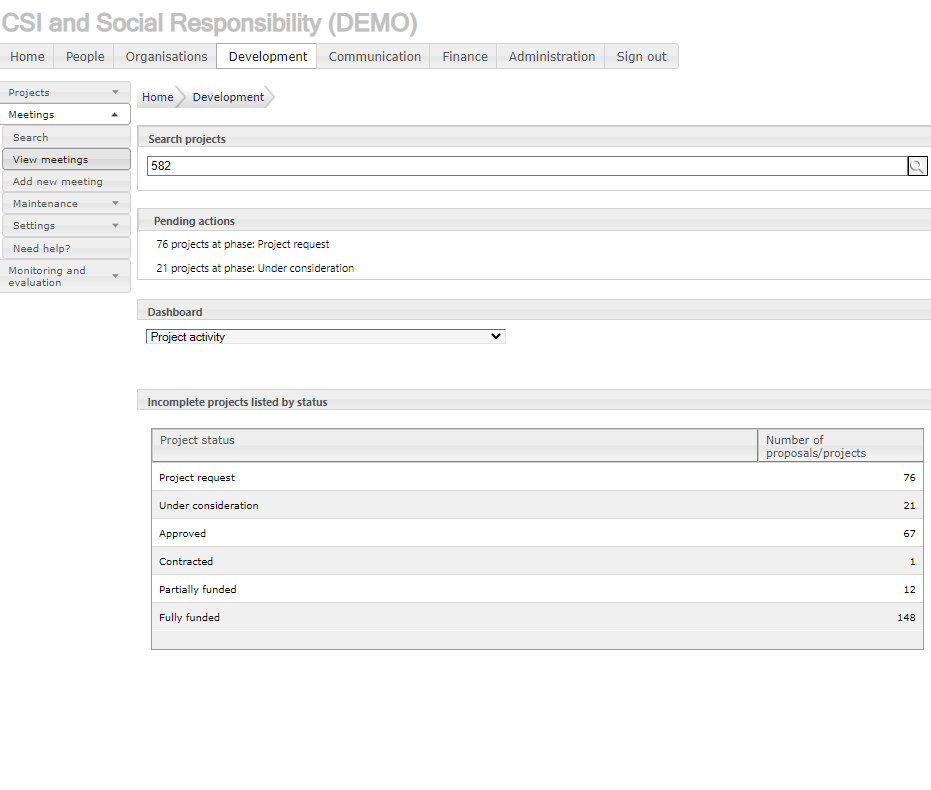 CSI and Social Responsibility (DEMO)
Home People Organisations Development Communication Finance Administration Sign out
Projects
Meetings
Search
View meetings
Add new meeting
Maintenance
Settings
Need help?
Monitoring and
evaluation
Home Development
Search projects
582
Pending actions
76 projects at phase: Project request
21 projects at phase: Under consideration
Dashboard
Project activity
Incomplete projects listed by status
Project status Number of
proposals/projects
Project request 76
Under consideration 21
Approved 67
Contracted 1
Partially funded 12
Fully funded 148